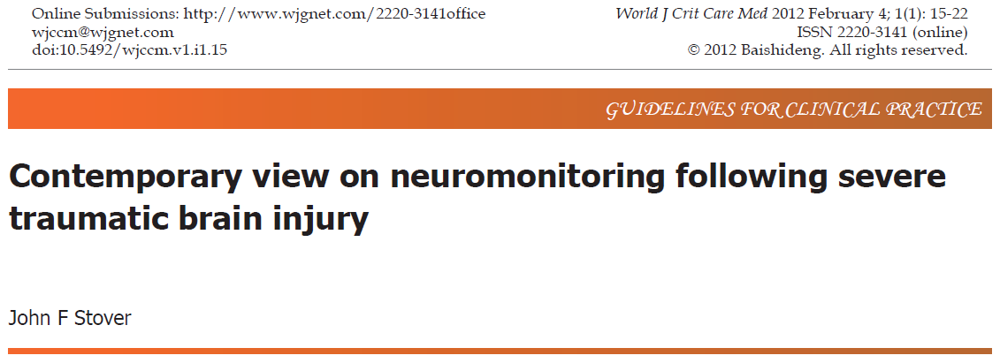 Online Submissions: http://www.wjgnet.com/2220-3141office
wjccm@wjgnet.com
doi:10.5492/wjccm.v1.i1.15
World J Crit Care Med 2012 February 4; 1(1): 15-22
ISSN 2220-3141 (online)
© 2012 Baishideng. All rights reserved.
GUIDELINES FOR CLINICAL PRACTICE
Contemporary view on neuromonitoring following severe
traumatic brain injury
John F Stover